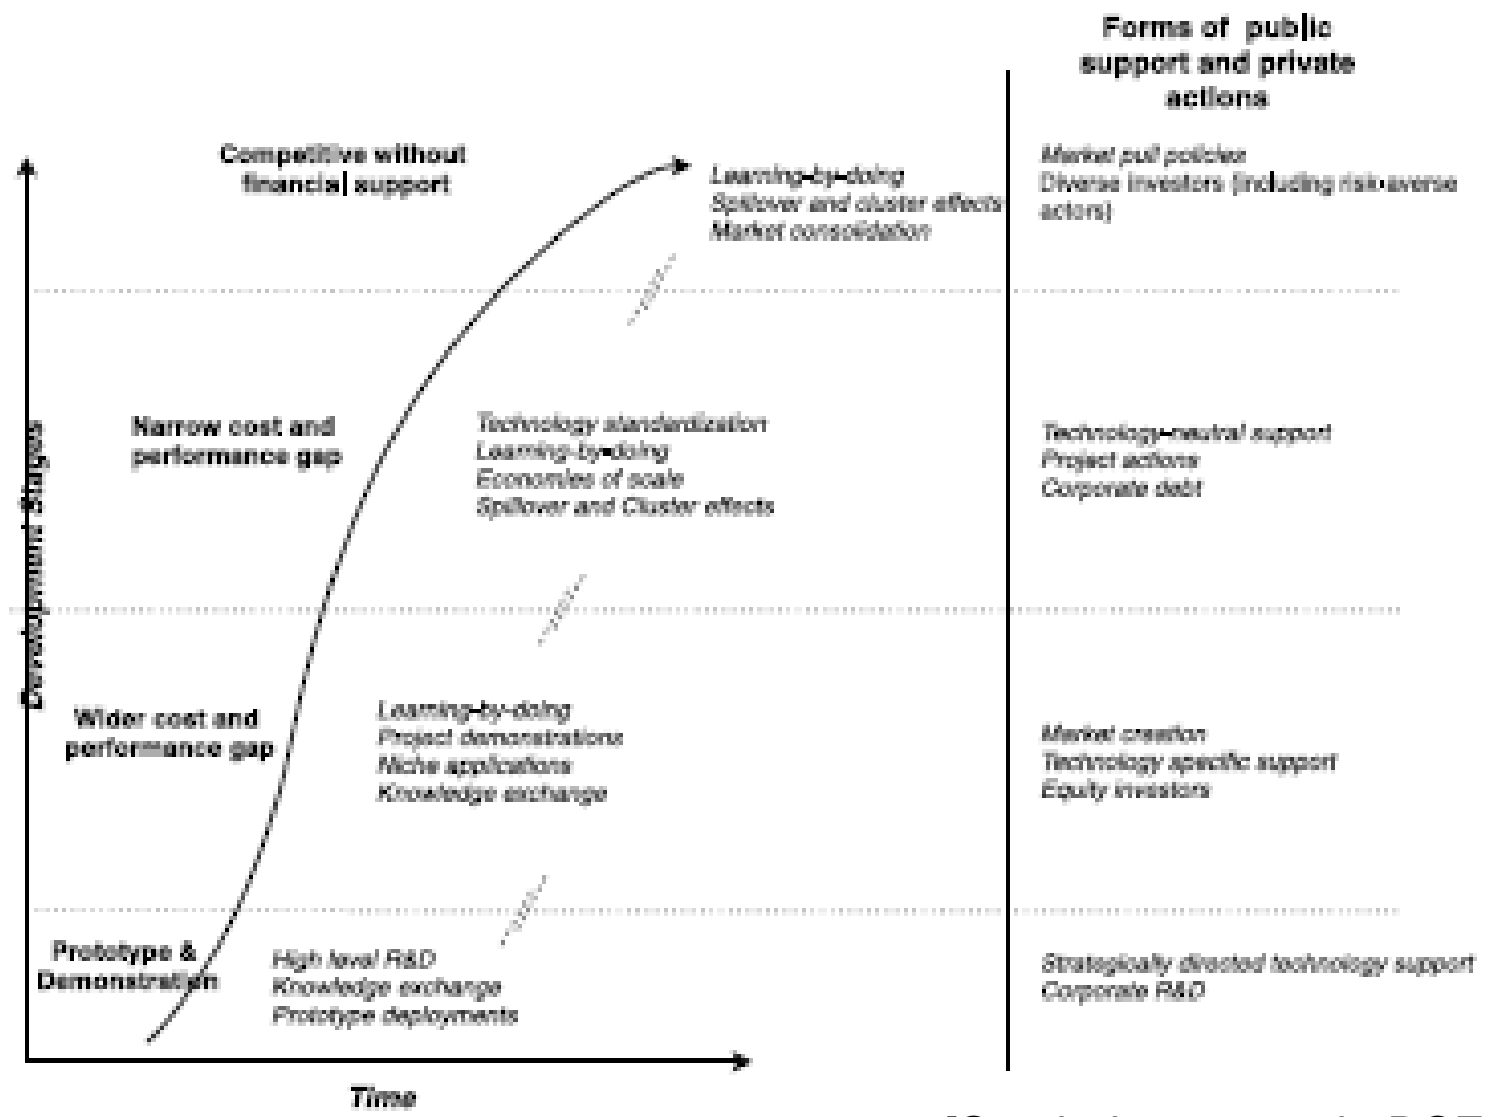 Forms of public
support and private
actions
Competitive without
financial support
Learning-by-doing
Spillover and cluster effects
Market consolidation
Market pull policies
Diverse investors (including risk-averse
actors)
Development Stages
Narrow cost and
performance gap
Technology standardization
Learning-by-doing
Economies of scale
Spillover and Cluster effects
Technology-neutral support
Project actions
Corporate debt
Wider cost and
performance gap
Learning-by-doing
Project demonstrations
Niche applications
Knowledge exchange
Market creation
Technology specific support
Equity investors
Prototype &
Demonstration
High level R&D
Knowledge exchange
Prototype deployments
Strategically directed technology support
Corporate R&D
Time